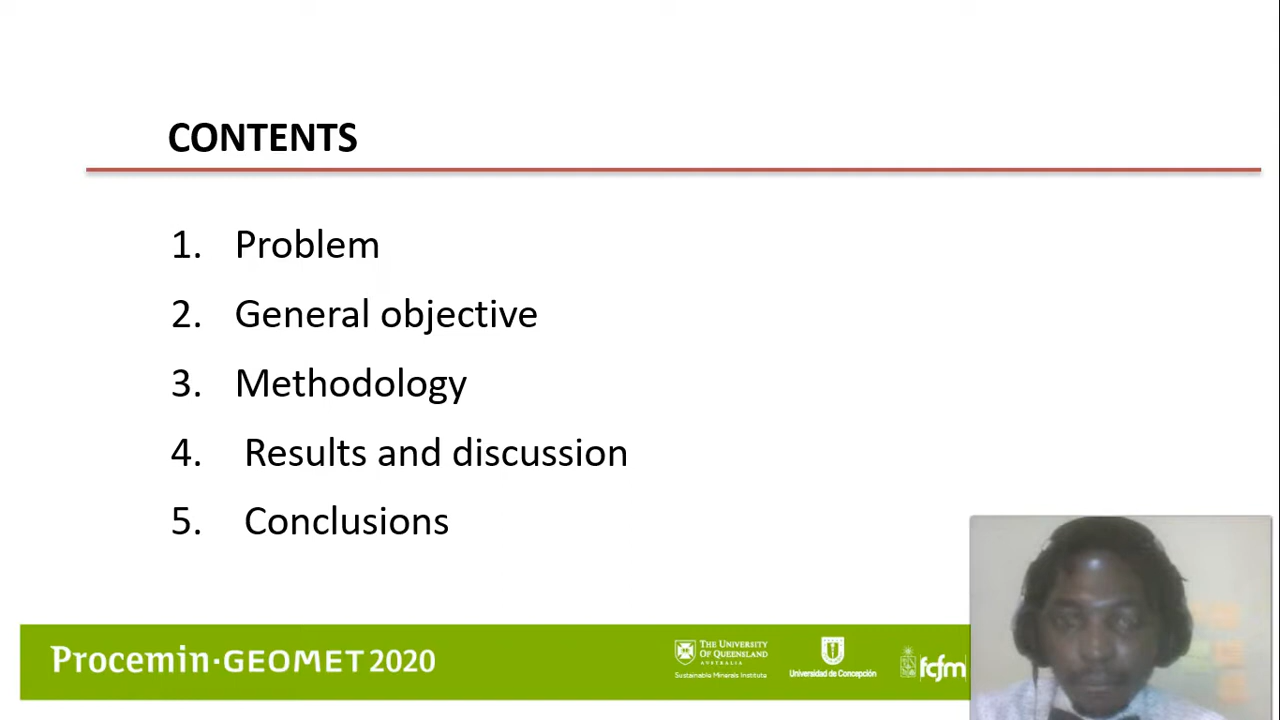 CONTENTS
1. Problem
2. General objective
3. Methodology
4. Results and discussion
5. Conclusions
Procemin·GEOMET 2020
THE UNIVERSITY
OF QUEENSLAND
AUSTRALIA
Sustainable Minerals Institute
Universidad de Concepción
fcfm